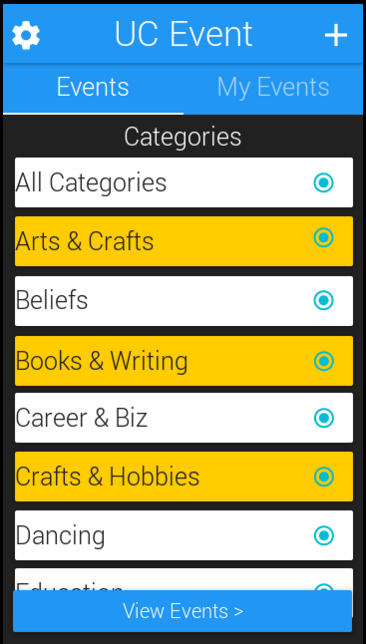 UC Event
Events My Events
Categories
All Categories
Arts & Crafts
Beliefs
Books & Writing
Career & Biz
Crafts & Hobbies
Dancing
Education
View Events >